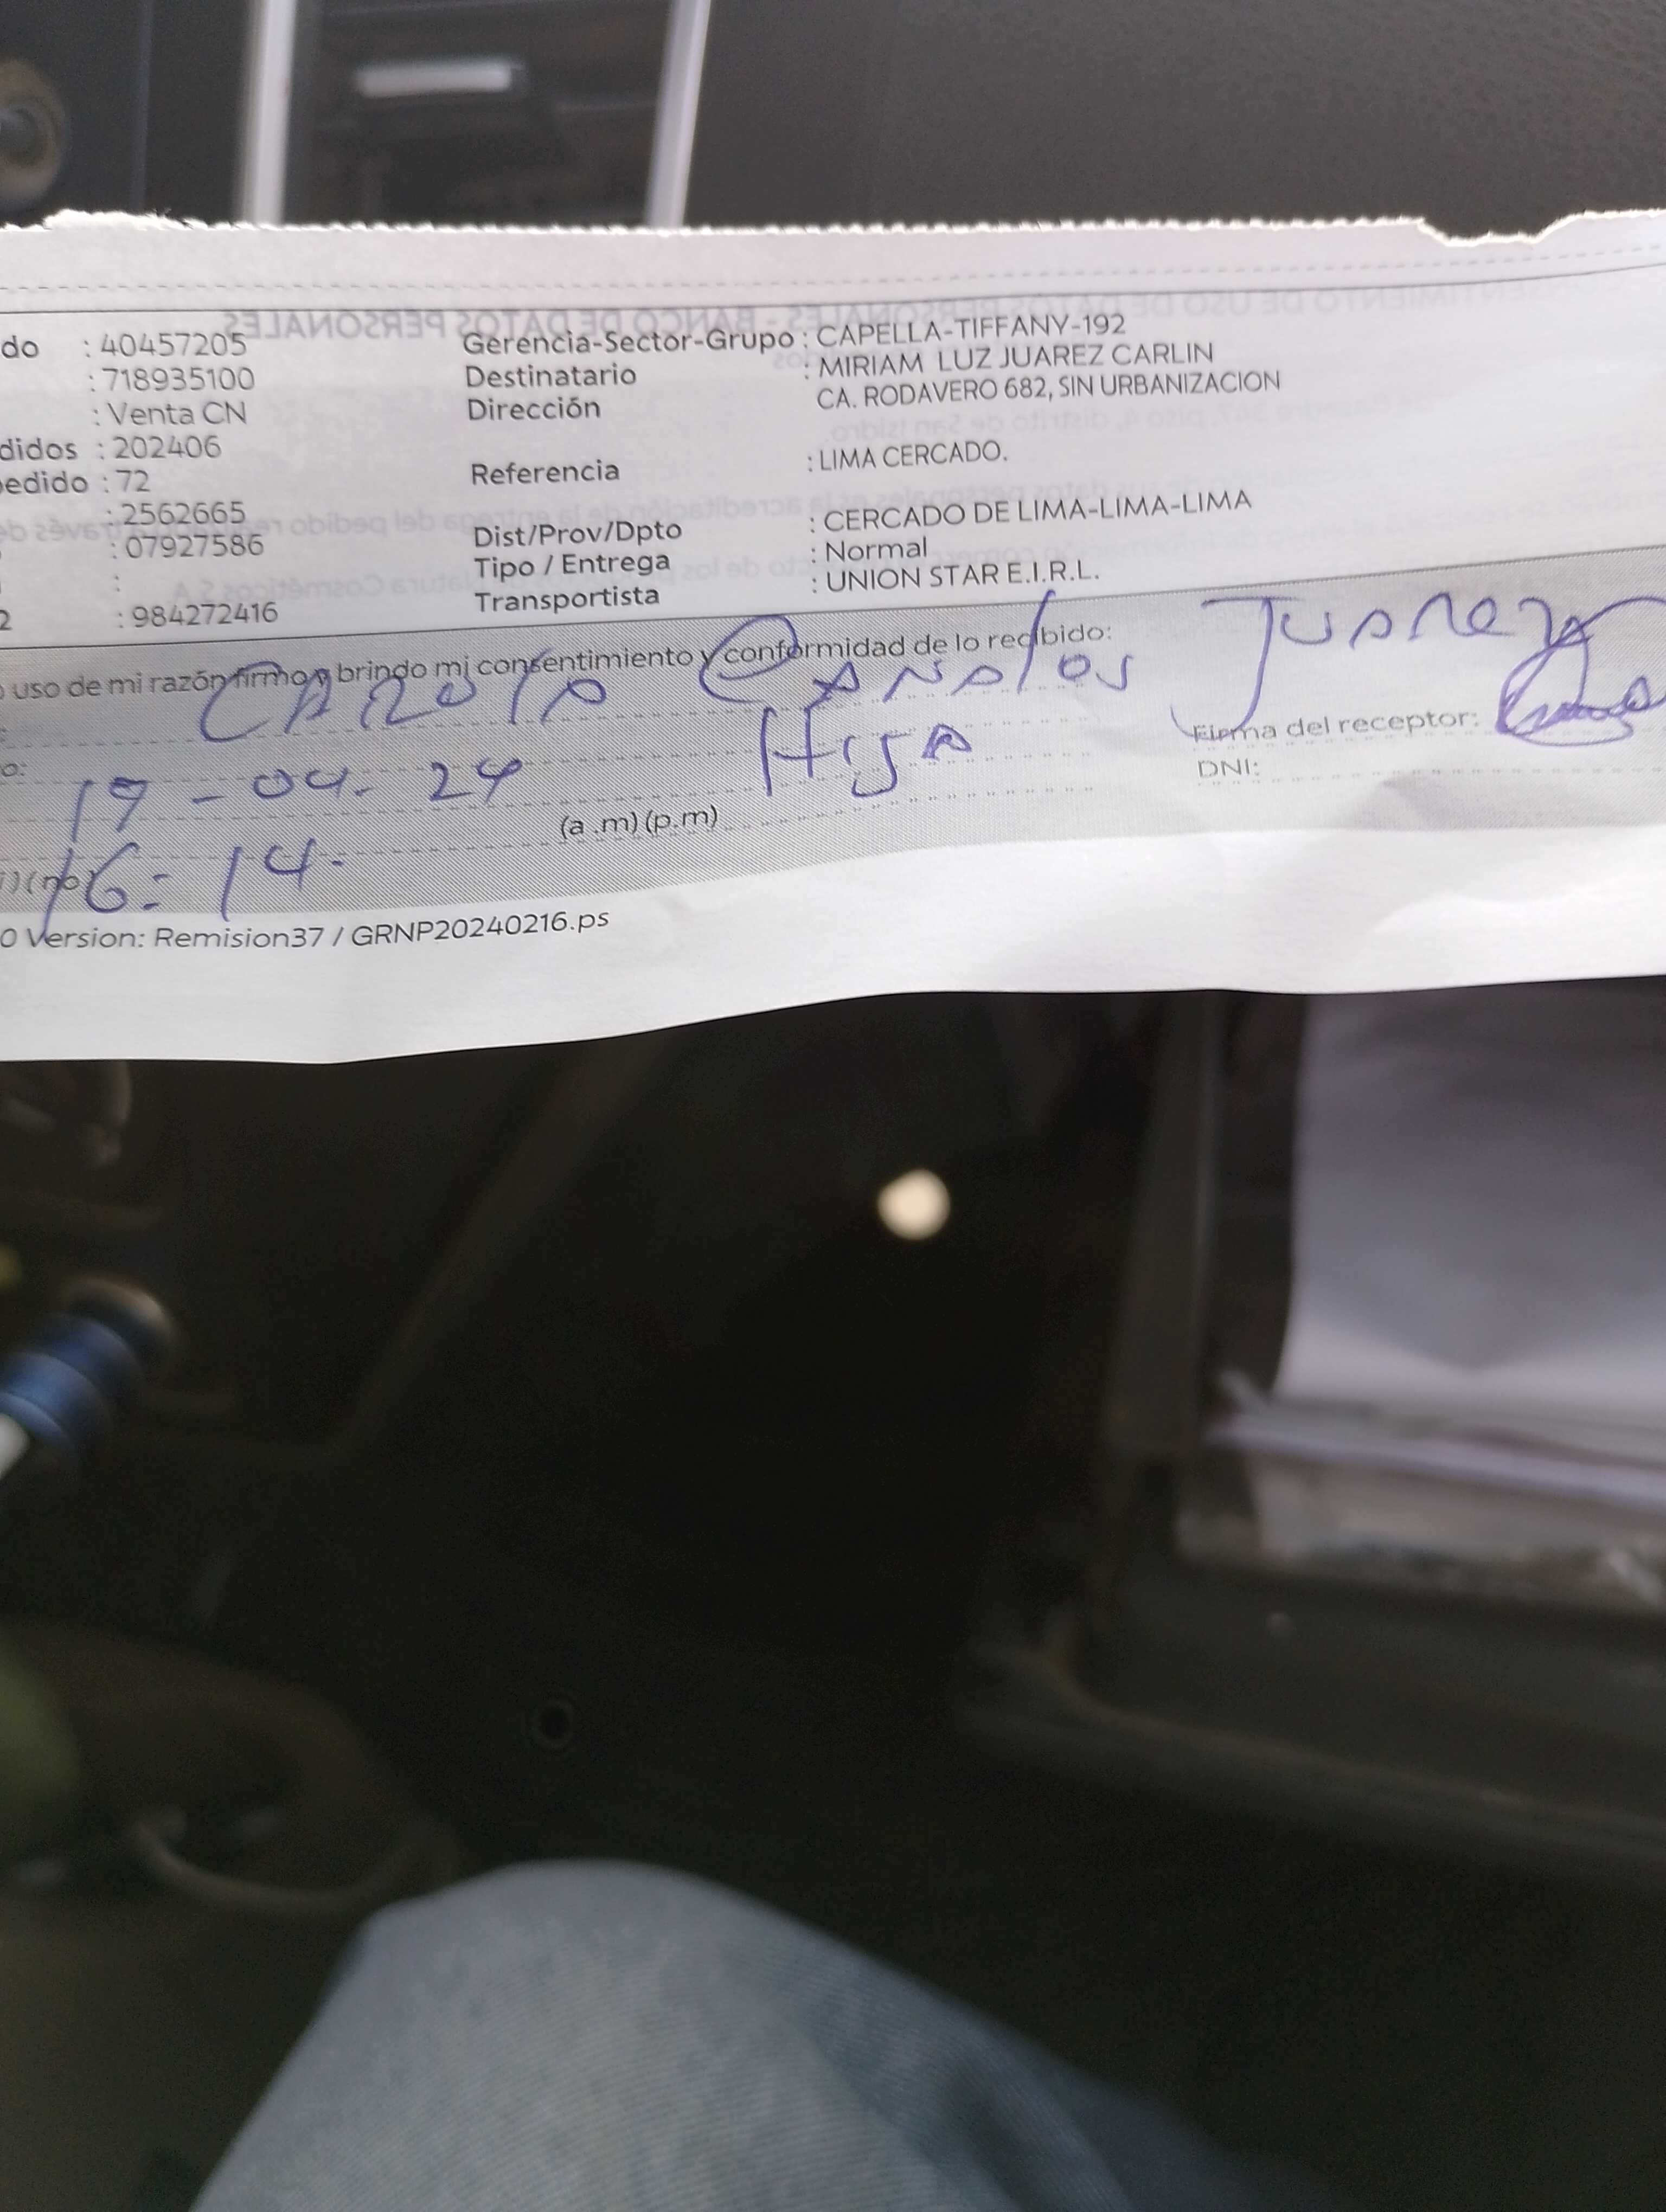 do : 40457205 Gerencia-Sector-Grupo : CAPELLA-TIFFANY-192
: 718935100 Destinatario : MIRIAM LUZ JUAREZ CARLIN
: Venta CN Dirección CA. RODAVERO 682, SIN URBANIZACION
didos : 202406
edido : 72 Referencia : LIMA CERCADO.
: 2562665
: 07927586 Dist/Prov/Dpto : CERCADO DE LIMA-LIMA-LIMA
: Tipo / Entrega : Normal
2 : 984272416 Transportista : UNION STAR E.I.R.L.
uso de mi razón firmo y brindo mi consentimiento y conformidad de lo recibido:
Carola Canalos Juarez
Hija
Firma del receptor:
o: 19-04-24
DNI:
(a .m) (p.m)
16:14
0 Version: Remision37 / GRNP20240216.ps